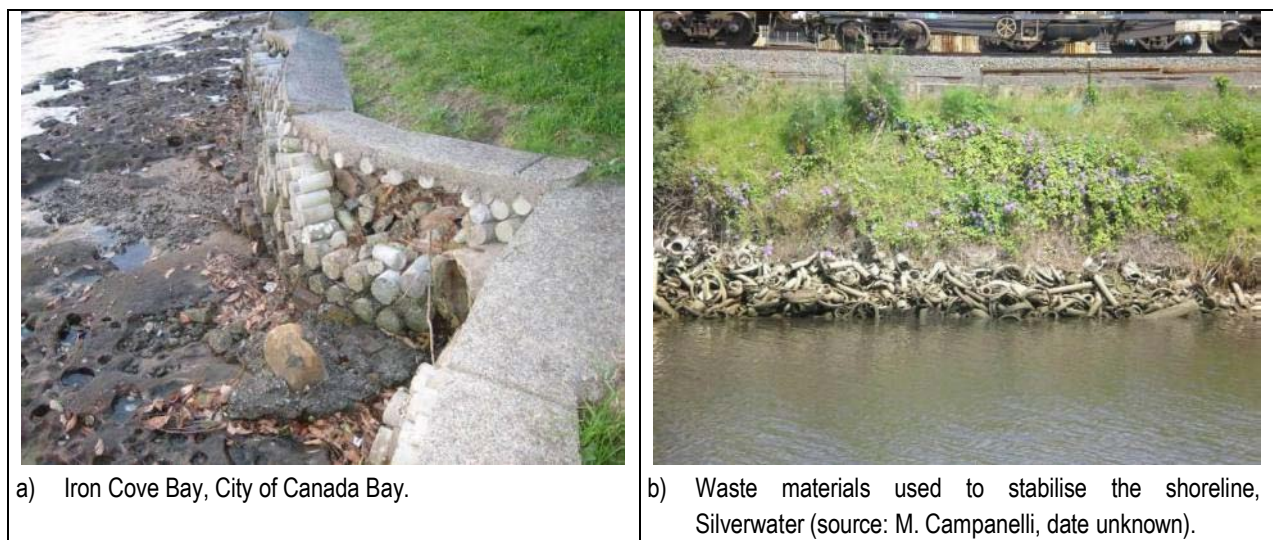 a) Iron Cove Bay, City of Canada Bay.
b) Waste materials used to stabilise the shoreline,
Silverwater (source: M. Campanelli, date unknown).